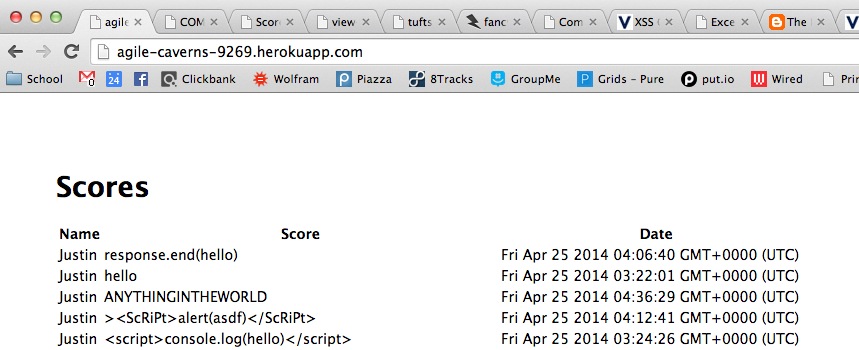 agile COM Score view tufts fanc Com XSS ( Exce The
agile-caverns-9269.herokuapp.com
School 0 24 Clickbank Wolfram Piazza 8Tracks GroupMe Grids - Pure put.io Wired
Scores
Name Score Date
Justin response.end(hello) Fri Apr 25 2014 04:06:40 GMT+0000 (UTC)
Justin hello Fri Apr 25 2014 03:22:01 GMT+0000 (UTC)
Justin ANYTHINGINTHEWORLD Fri Apr 25 2014 04:36:29 GMT+0000 (UTC)
Justin ><ScRiPt>alert(asdf)</ScRiPt> Fri Apr 25 2014 04:12:41 GMT+0000 (UTC)
Justin <script>console.log(hello)</script> Fri Apr 25 2014 03:24:26 GMT+0000 (UTC)